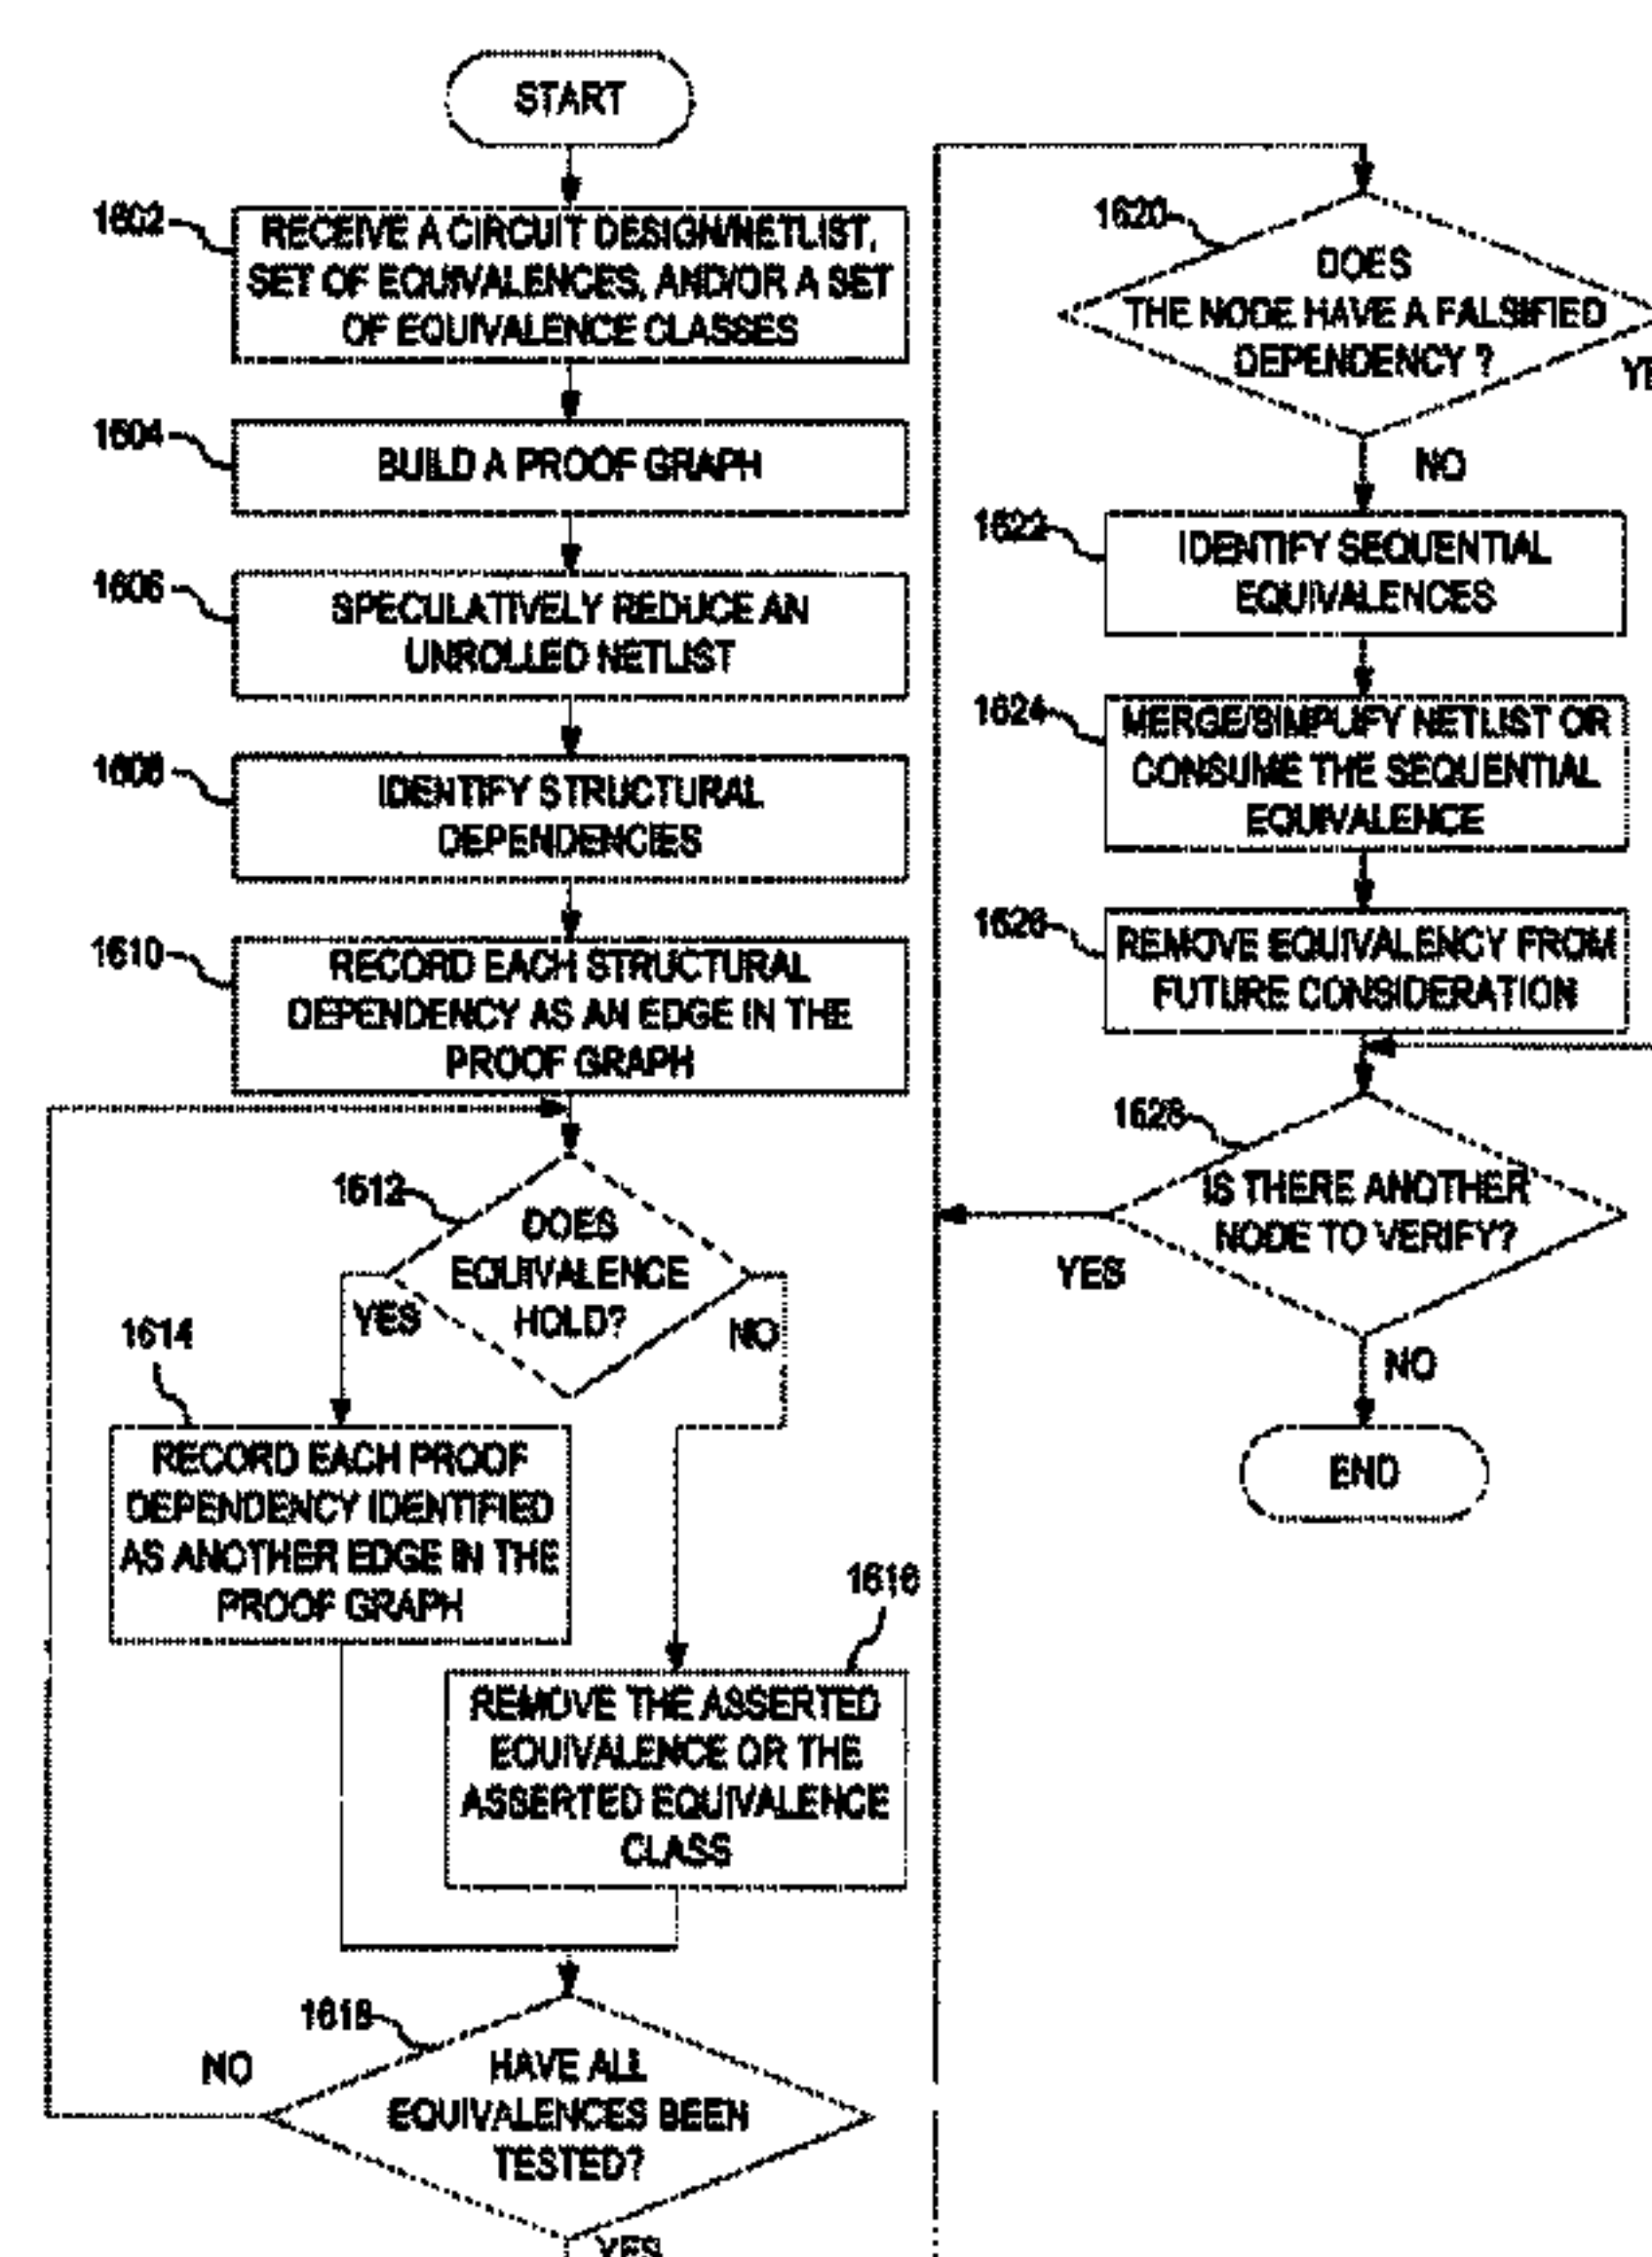 START
1602
RECEIVE A CIRCUIT DESIGN/NETLIST,
SET OF EQUIVALENCES, AND/OR A SET
OF EQUIVALENCE CLASSES
1604
BUILD A PROOF GRAPH
1606
SPECULATIVELY REDUCE AN
UNROLLED NETLIST
1608
IDENTIFY STRUCTURAL
DEPENDENCIES
1610
RECORD EACH STRUCTURAL
DEPENDENCY AS AN EDGE IN THE
PROOF GRAPH
1612
DOES
EQUIVALENCE
HOLD?
YES
NO
1614
RECORD EACH PROOF
DEPENDENCY IDENTIFIED
AS ANOTHER EDGE IN THE
PROOF GRAPH
1616
REMOVE THE ASSERTED
EQUIVALENCE OR THE
ASSERTED EQUIVALENCE
CLASS
1618
NO
HAVE ALL
EQUIVALENCES BEEN
TESTED?
YES
1620
DOES
THE NODE HAVE A FALSIFIED
DEPENDENCY ?
YE
NO
1622
IDENTIFY SEQUENTIAL
EQUIVALENCES
1624
MERGE/SIMPLIFY NETLIST OR
CONSUME THE SEQUENTIAL
EQUIVALENCE
1626
REMOVE EQUIVALENCY FROM
FUTURE CONSIDERATION
1628
IS THERE ANOTHER
NODE TO VERIFY?
YES
NO
END